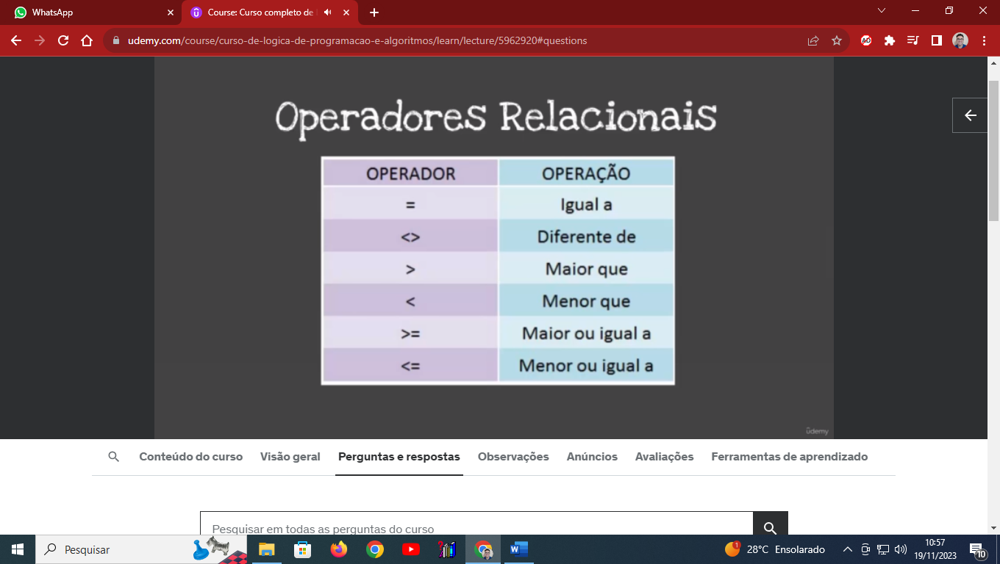 WhatsApp
Course: Curso completo de
udemy.com/course/curso-de-logica-de-programacao-e-algoritmos/learn/lecture/5962920#questions
Operadores Relacionais
OPERADOR OPERAÇÃO
= Igual a
<> Diferente de
> Maior que
< Menor que
>= Maior ou igual a
<= Menor ou igual a
udemy
Conteúdo do curso Visão geral Perguntas e respostas Observações Anúncios Avaliações Ferramentas de aprendizado
Pesquisar em todas as perguntas do curso
Pesquisar
1 28°C Ensolarado
10:57
19/11/2023
10